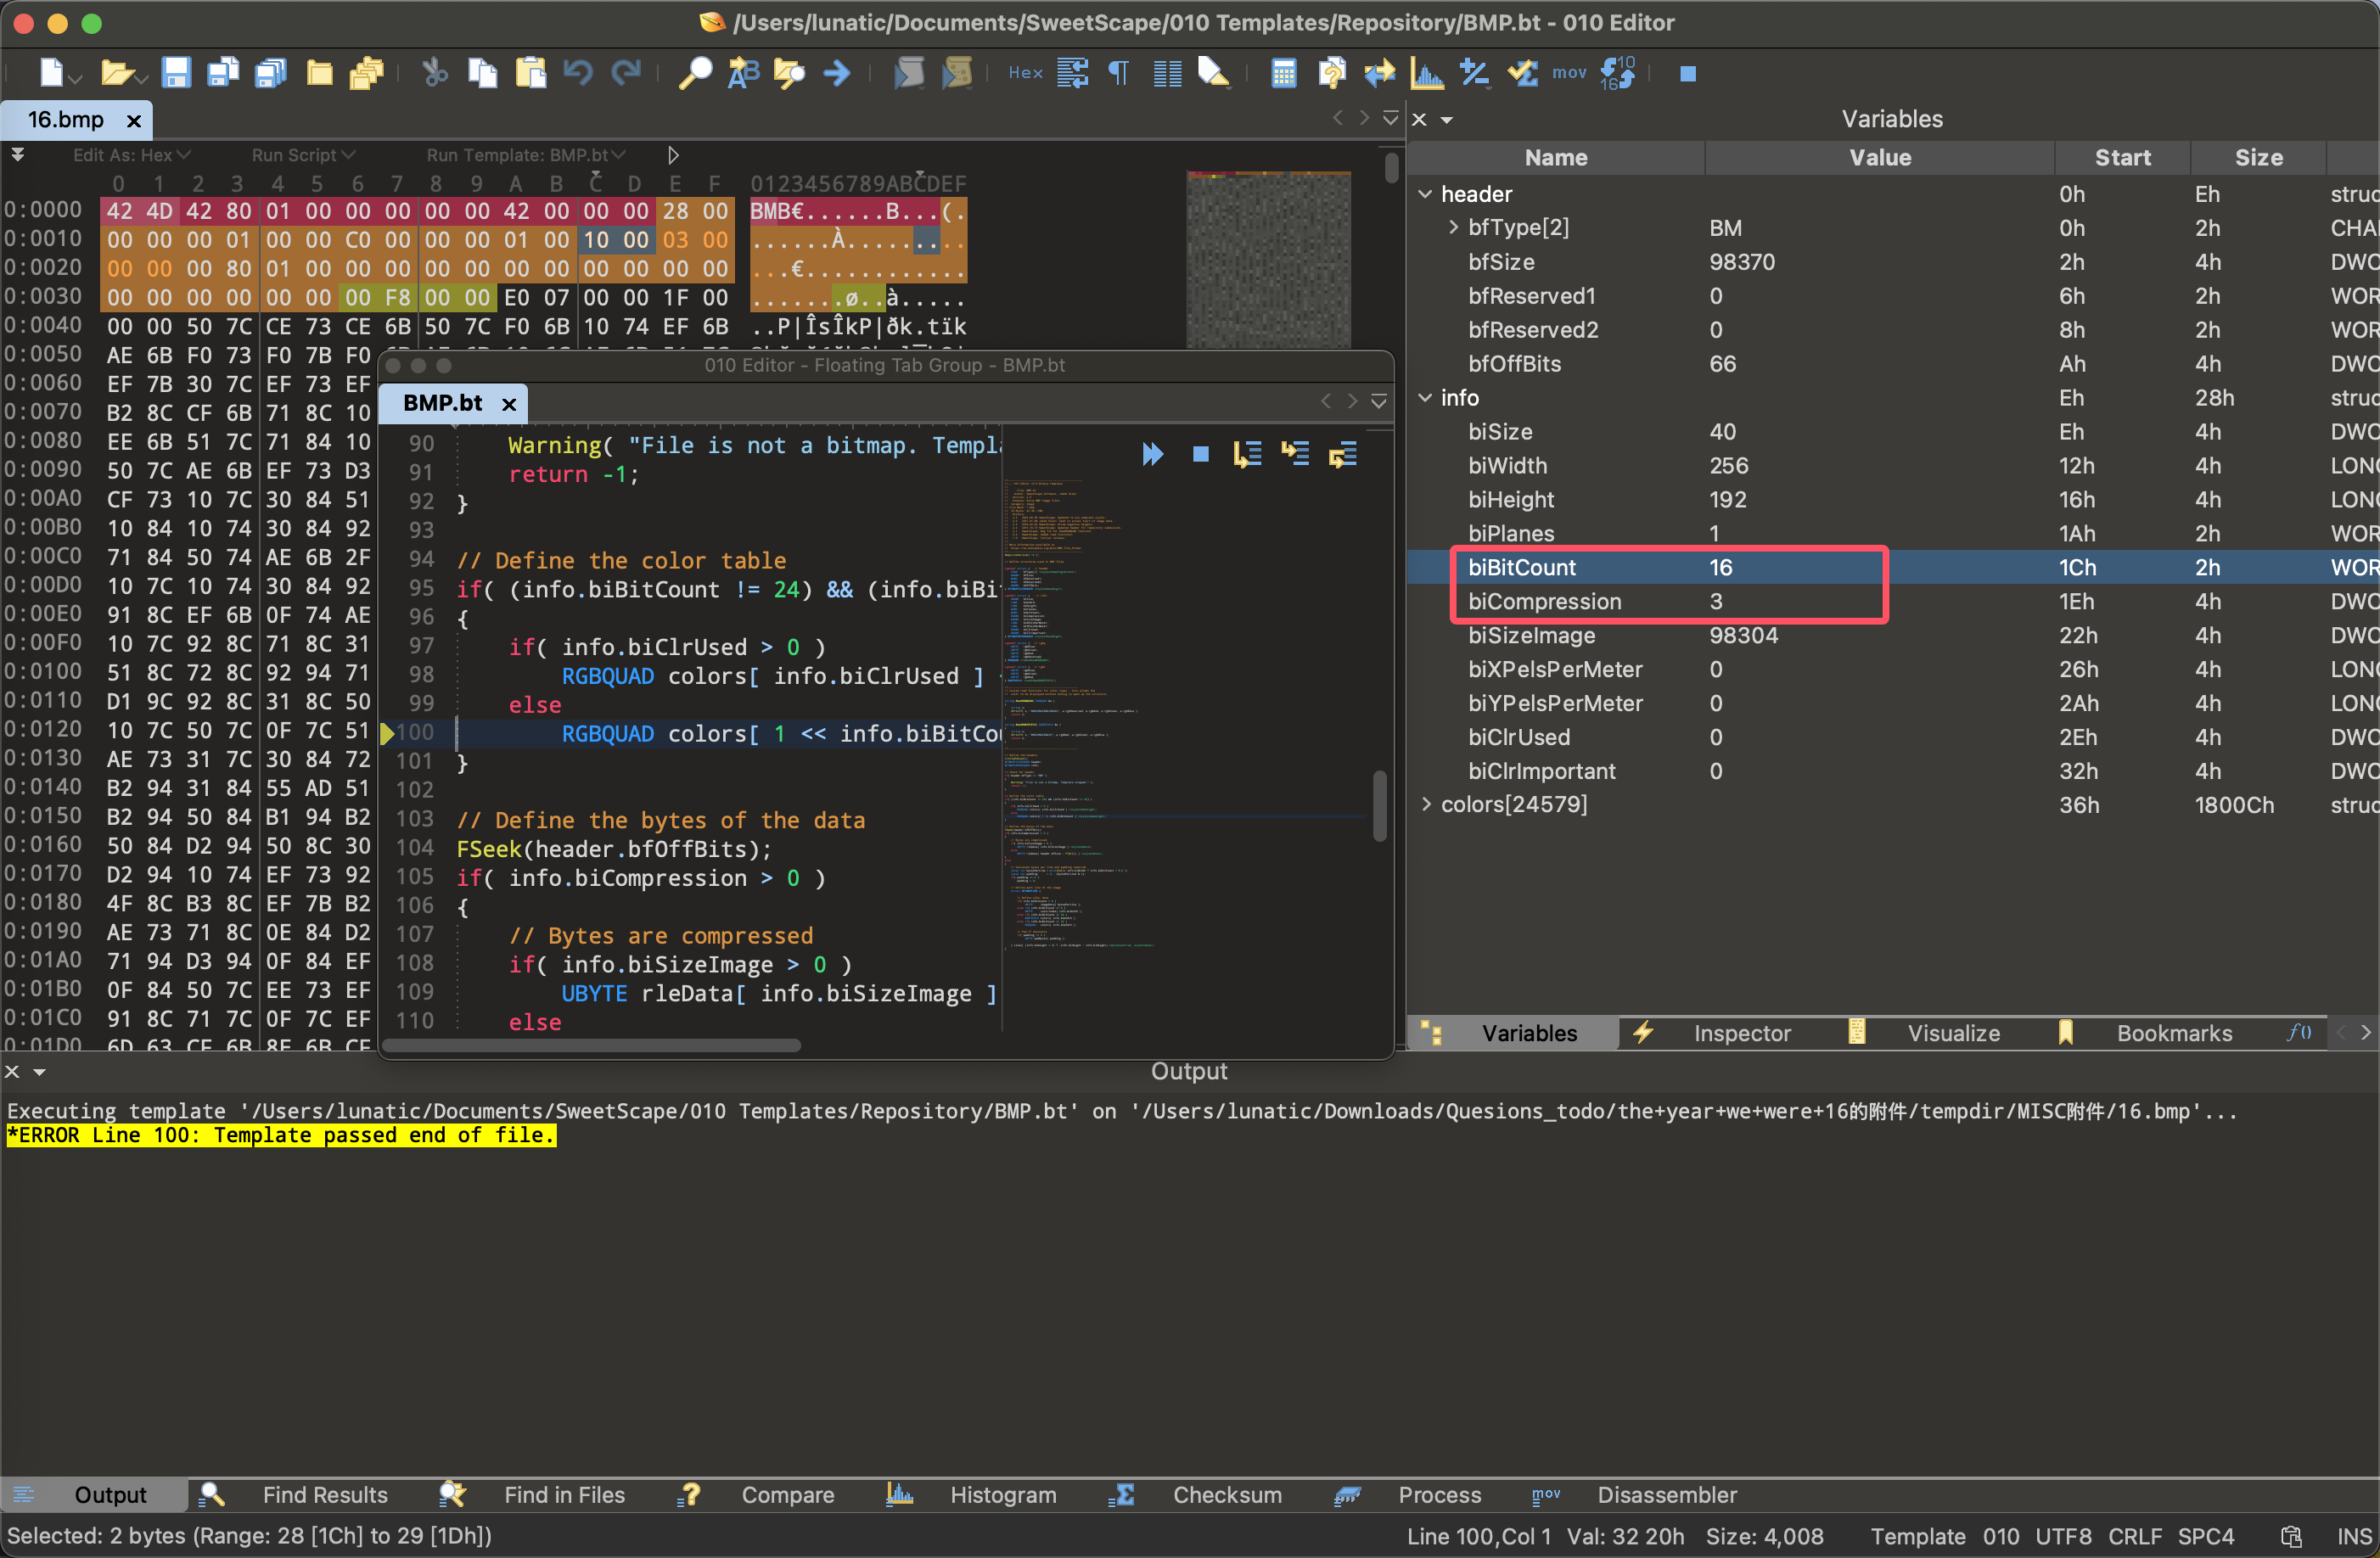 /Users/lunatic/Documents/SweetScape/010 Templates/Repository/BMP.bt - 010 Editor
Hex
mov
16.bmp
Edit As: Hex Run Script Run Template: BMP.bt
0 1 2 3 4 5 6 7 8 9 A B C D E F 0123456789ABCDEF
0:0000 42 4D 42 80 01 00 00 00 00 00 42 00 00 00 28 00 BMB€......B...(.
0:0010 00 00 00 01 00 00 C0 00 00 00 01 00 10 00 03 00 ......À.........
0:0020 00 00 00 80 01 00 00 00 00 00 00 00 00 00 00 00 ...€............
0:0030 00 00 00 00 00 00 00 F8 00 00 E0 07 00 00 1F 00 .......ø..à.....
0:0040 00 00 50 7C CE 73 CE 6B 50 7C F0 6B 10 74 EF 6B ..P|ÎsÎkP|ðk.tïk
0:0050 AE 6B F0 73 F0 7B F0
0:0060 EF 7B 30 7C EF 73 EF
0:0070 B2 8C CF 6B 71 8C 10
0:0080 EE 6B 51 7C 71 84 10
0:0090 50 7C AE 6B EF 73 D3
0:00A0 CF 73 10 7C 30 84 51
0:00B0 10 84 10 74 30 84 92
0:00C0 71 84 50 74 AE 6B 2F
0:00D0 10 7C 10 74 30 84 92
0:00E0 91 8C EF 6B 0F 74 AE
0:00F0 10 7C 92 8C 71 8C 31
0:0100 51 8C 72 8C 92 94 71
0:0110 D1 9C 92 8C 31 8C 50
0:0120 10 7C 50 7C 0F 7C 51
0:0130 AE 73 31 7C 30 84 72
0:0140 B2 94 31 84 55 AD 51
0:0150 B2 94 50 84 B1 94 B2
0:0160 50 84 D2 94 50 8C 30
0:0170 D2 94 10 74 EF 73 92
0:0180 4F 8C B3 8C EF 7B B2
0:0190 AE 73 71 8C 0E 84 D2
0:01A0 71 94 D3 94 0F 84 EF
0:01B0 0F 84 50 7C EE 73 EF
0:01C0 91 8C 71 7C 0F 7C EF
0:01D0 6D 63 CE 6B 8E 6B CE
010 Editor - Floating Tab Group - BMP.bt
BMP.bt
90 Warning( "File is not a bitmap. Templ
91 return -1;
92 }
93
94 // Define the color table
95 if( (info.biBitCount != 24) && (info.biBi
96 {
97 if( info.biClrUsed > 0 )
98 RGBQUAD colors[ info.biClrUsed ]
99 else
100 RGBQUAD colors[ 1 << info.biBitCo
101 }
102
103 // Define the bytes of the data
104 FSeek(header.bfOffBits);
105 if( info.biCompression > 0 )
106 {
107 // Bytes are compressed
108 if( info.biSizeImage > 0 )
109 UBYTE rleData[ info.biSizeImage ]
110 else
Variables
Name Value Start Size
header 0h Eh struc
bfType[2] BM 0h 2h CHA
bfSize 98370 2h 4h DWO
bfReserved1 0 6h 2h WOR
bfReserved2 0 8h 2h WOR
bfOffBits 66 Ah 4h DWO
info Eh 28h struc
biSize 40 Eh 4h DWO
biWidth 256 12h 4h LONG
biHeight 192 16h 4h LONG
biPlanes 1 1Ah 2h WOR
biBitCount 16 1Ch 2h WOR
biCompression 3 1Eh 4h DWO
biSizeImage 98304 22h 4h DWO
biXPelsPerMeter 0 26h 4h LONG
biYPelsPerMeter 0 2Ah 4h LONG
biClrUsed 0 2Eh 4h DWO
biClrImportant 0 32h 4h DWO
colors[24579] 36h 1800Ch struc
Variables Inspector Visualize Bookmarks f()
Output
Executing template '/Users/lunatic/Documents/SweetScape/010 Templates/Repository/BMP.bt' on '/Users/lunatic/Downloads/Quesions_todo/the+year+we+were+16的附件/tempdir/MISC附件/16.bmp'...
*ERROR Line 100: Template passed end of file.
Output Find Results Find in Files Compare Histogram Checksum Process mov Disassembler
Selected: 2 bytes (Range: 28 [1Ch] to 29 [1Dh]) Line 100,Col 1 Val: 32 20h Size: 4,008 Template 010 UTF8 CRLF SPC4 INS